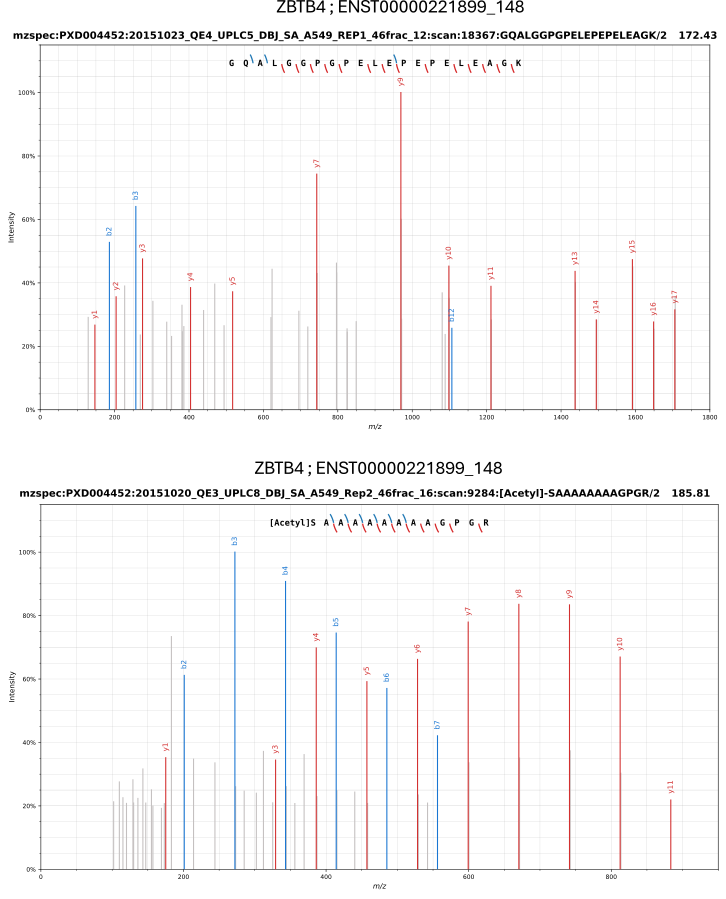 ZBTB4 ; ENST00000221899_148
mzspec:PXD004452:20151023_QE4_UPLC5_DBJ_SA_A549_REP1_46frac_12:scan:18367:GQALGGPGPELEPEPELEAGK/2 172.43
G Q A L G G P G P E L E P E P E L E A G K
y9
100%
80%
y7
b3
60%
b2
y3
y10
y15
y13
40%
y4
y11
y5
y2
y17
y1
b12
y14
y16
20%
0%
Intensity
0 200 400 600 800 1000 1200 1400 1600 1800
m/z
ZBTB4 ; ENST00000221899_148
mzspec:PXD004452:20151020_QE3_UPLC8_DBJ_SA_A549_Rep2_46frac_16:scan:9284:[Acetyl]-SAAAAAAAAGPGR/2 185.81
[Acetyl]S A A A A A A A A G P G R
b3
100%
b4
y8
y9
80%
y7
b5
y4
y6
y10
b2
60%
y5
b6
b7
40%
y1
y3
y11
20%
0%
Intensity
0 200 400 600 800
m/z